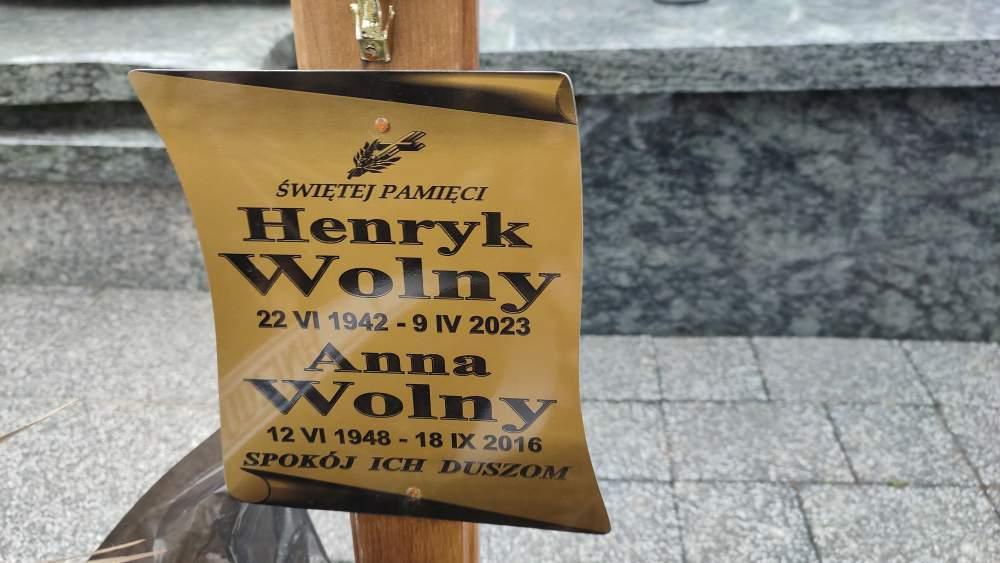 ŚWIĘTEJ PAMIĘCI
Henryk
Wolny
22 VI 1942 - 9 IV 2023
Anna
Wolny
12 VI 1948 - 18 IX 2016
SPOKÓJ ICH DUSZOM